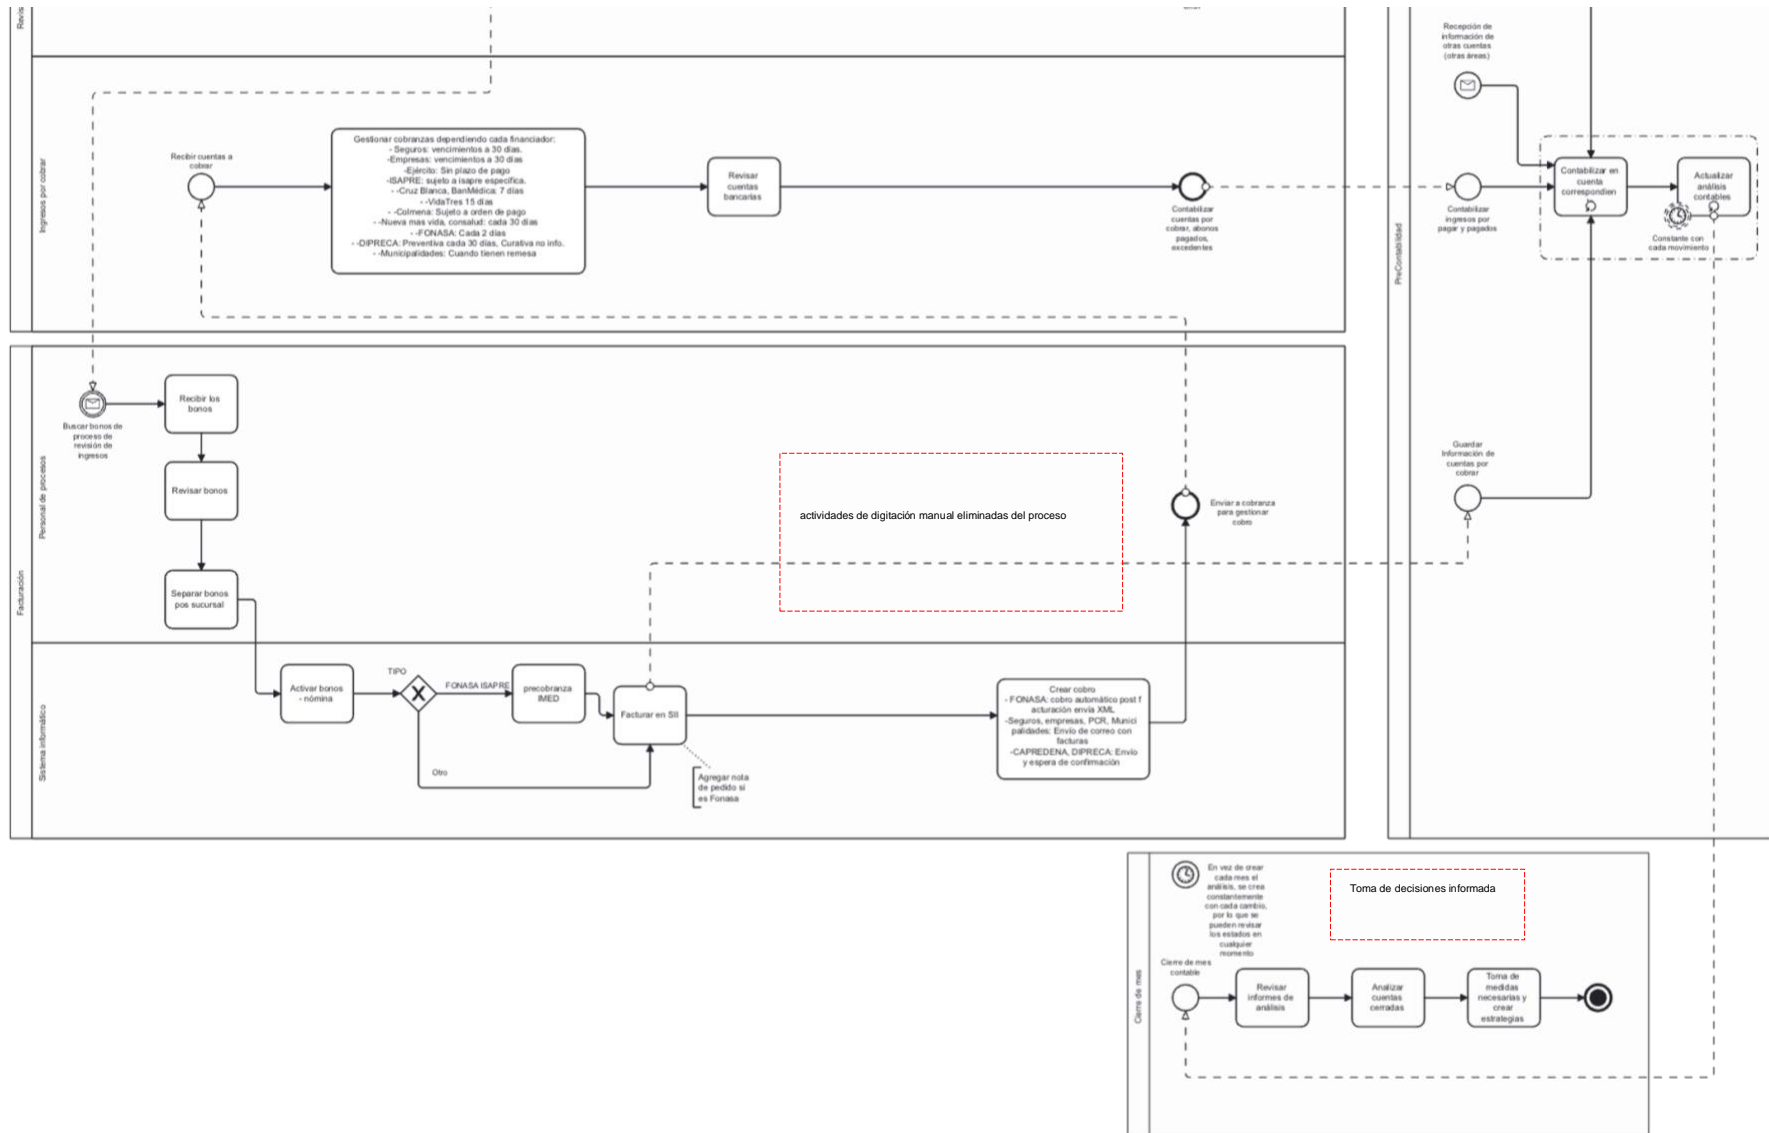 Revis
Ingresos por cobrar
Recibir cuentas a
cobrar
Gestionar cobranzas dependiendo cada financiador:
- Seguros: vencimientos a 30 días.
-Empresas: vencimientos a 30 días
-Ejército: Sin plazo de pago
-ISAPRE: sujeto a isapre específica.
- -Cruz Blanca, BanMédica: 7 días
- -VidaTres 15 días
- -Colmena: Sujeto a orden de pago
- -Nueva mas vida, consalud: cada 30 días
- -FONASA: Cada 2 días
- -DIPRECA: Preventiva cada 30 días, Curativa no info.
- -Municipalidades: Cuando tienen remesa
Revisar
cuentas
bancarias
Contabilizar
cuentas por
cobrar, abonos
pagados,
excedentes
PreContabilidad
Recepción de
información de
otras cuentas
(otras áreas)
Contabilizar
ingresos por
pagar y pagados
Contabilizar en
cuenta
correspondien
Actualizar
análisis
contables
Constante con
cada movimiento
Guardar
Información de
cuentas por
cobrar
Facturación
Personal de procesos
Buscar bonos de
proceso de
revisión de
ingresos
Recibir los
bonos
Revisar bonos
Separar bonos
pos sucursal
actividades de digitación manual eliminadas del proceso
Enviar a cobranza
para gestionar
cobro
Sistema informático
Activar bonos
- nómina
TIPO
FONASA ISAPRE
Otro
precobranza
IMED
Facturar en SII
Agregar nota
de pedido si
es Fonasa
Crear cobro
- FONASA: cobro automático post f
acturación envía XML
-Seguros, empresas, PCR, Munici
palidades: Envío de correo con
facturas
-CAPREDENA, DIPRECA: Envío
y espera de confirmación
Cierre de mes
En vez de crear
cada mes el
análisis, se crea
constantemente
con cada cambio,
por lo que se
pueden revisar
los estados en
cualquier
momento
Toma de decisiones informada
Cierre de mes
contable
Revisar
informes de
análisis
Analizar
cuentas
cerradas
Toma de
medidas
necesarias y
crear
estrategias